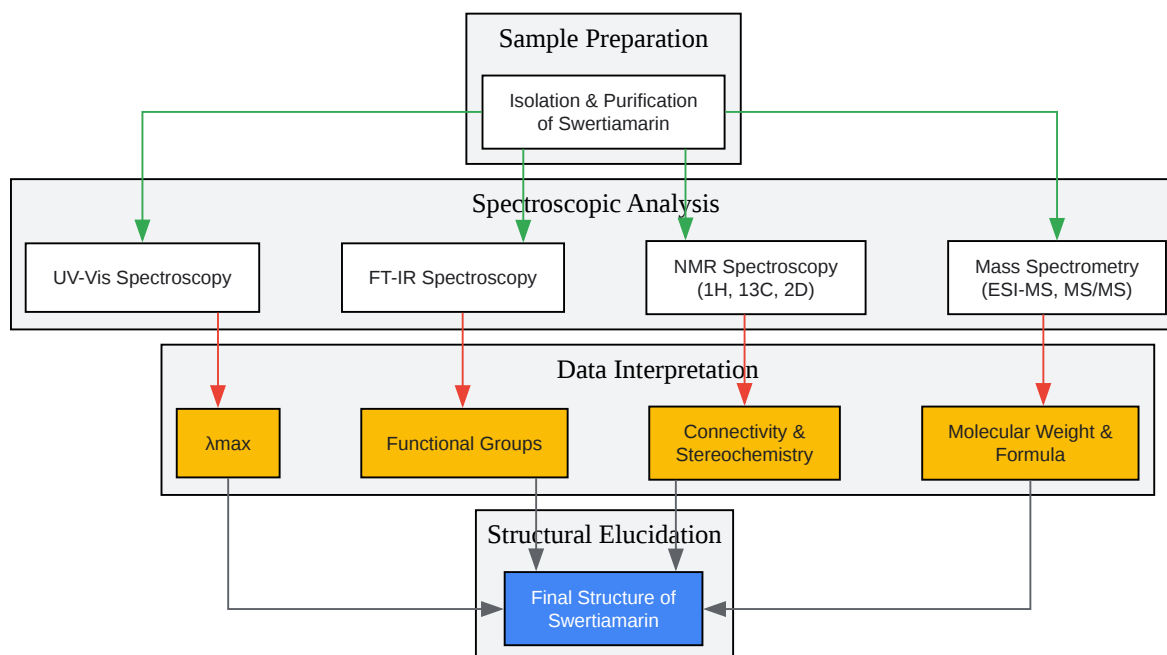 Sample Preparation
Isolation & Purification
of Swertiamarin
Spectroscopic Analysis
UV-Vis Spectroscopy
FT-IR Spectroscopy
NMR Spectroscopy
(1H, 13C, 2D)
Mass Spectrometry
(ESI-MS, MS/MS)
Data Interpretation
λmax
Functional Groups
Connectivity &
Stereochemistry
Molecular Weight &
Formula
Structural Elucidation
Final Structure of
Swertiamarin